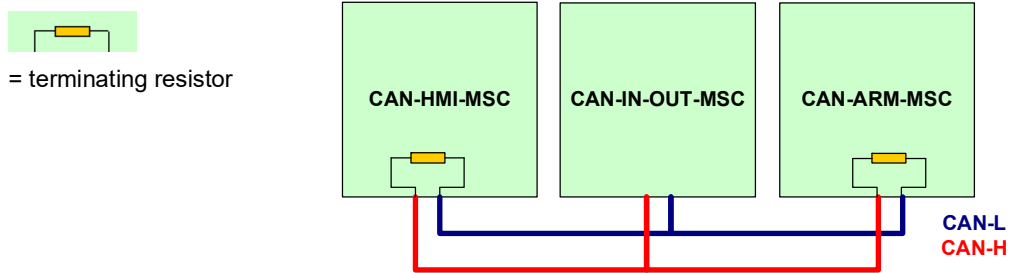 = terminating resistor
CAN-HMI-MSC
CAN-IN-OUT-MSC
CAN-ARM-MSC
CAN-L
CAN-H